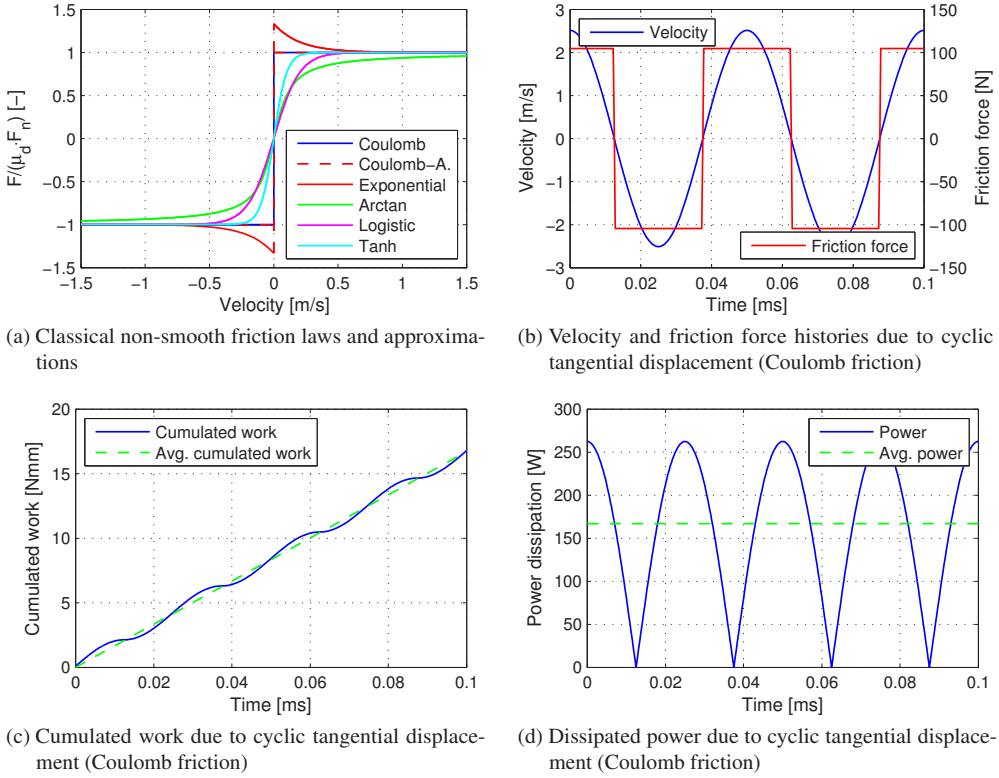 1.5
1
0.5
0
−0.5
−1
−1.5
F/(μd.Fn) [−]
−1.5 −1 −0.5 0 0.5 1 1.5
Velocity [m/s]
Coulomb
Coulomb−A.
Exponential
Arctan
Logistic
Tanh
(a) Classical non-smooth friction laws and approxima-
tions
3
2
1
0
−1
−2
−3
Velocity [m/s]
150
100
50
0
−50
−100
−150
Friction force [N]
0 0.02 0.04 0.06 0.08 0.1
Time [ms]
Velocity
Friction force
(b) Velocity and friction force histories due to cyclic
tangential displacement (Coulomb friction)
20
15
10
5
0
Cumulated work [Nmm]
0 0.02 0.04 0.06 0.08 0.1
Time [ms]
Cumulated work
Avg. cumulated work
(c) Cumulated work due to cyclic tangential displace-
ment (Coulomb friction)
300
250
200
150
100
50
0
Power dissipation [W]
0 0.02 0.04 0.06 0.08 0.1
Time [ms]
Power
Avg. power
(d) Dissipated power due to cyclic tangential displace-
ment (Coulomb friction)